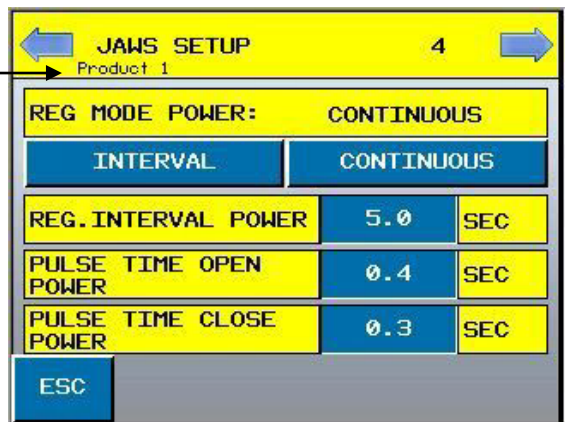 JAWS SETUP 4
Product 1
REG MODE POWER: CONTINUOUS
INTERVAL CONTINUOUS
REG.INTERVAL POWER 5.0 SEC
PULSE TIME OPEN
POWER 0.4 SEC
PULSE TIME CLOSE
POWER 0.3 SEC
ESC